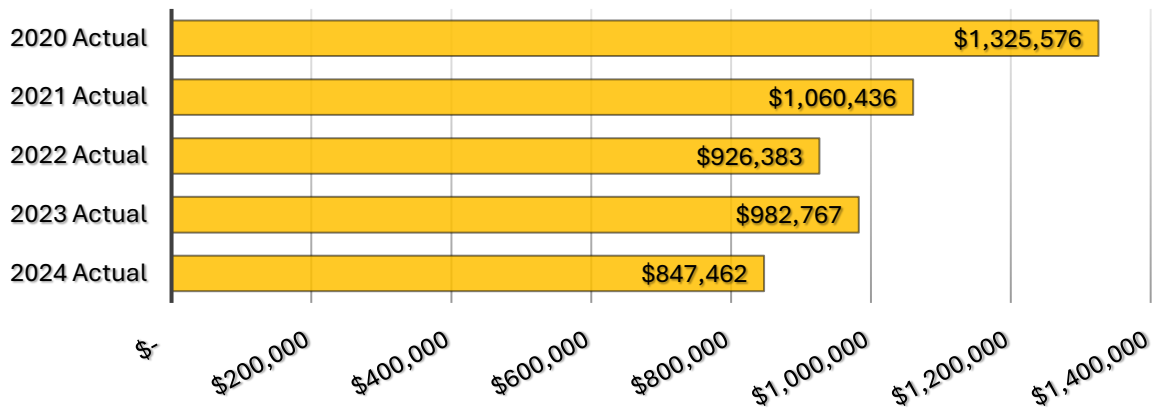 2020 Actual $1,325,576
2021 Actual $1,060,436
2022 Actual $926,383
2023 Actual $982,767
2024 Actual $847,462
$- $200,000 $400,000 $600,000 $800,000 $1,000,000 $1,200,000 $1,400,000